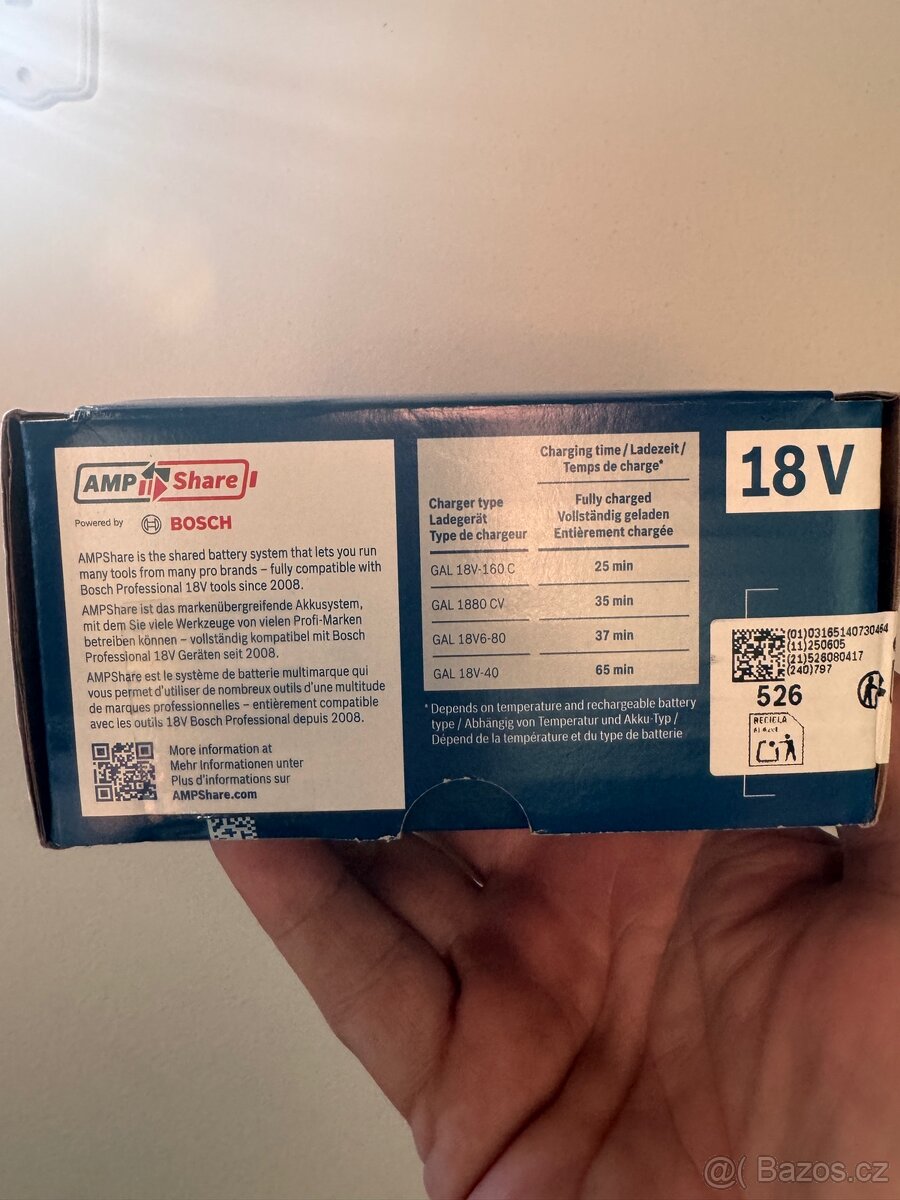 AMP Share
Powered by BOSCH
AMPShare is the shared battery system that lets you run
many tools from many pro brands – fully compatible with
Bosch Professional 18V tools since 2008.
AMPShare ist das markenübergreifende Akkusystem,
mit dem Sie viele Werkzeuge von vielen Profi-Marken
betreiben können – vollständig kompatibel mit Bosch
Professional 18V Geräten seit 2008.
AMPShare est le système de batterie multimarque qui
vous permet d'utiliser de nombreux outils d'une multitude
de marques professionnelles – entièrement compatible
avec les outils 18V Bosch Professional depuis 2008.
More information at
Mehr Informationen unter
Plus d'informations sur
AMPShare.com
Charging time / Ladezeit /
Temps de charge*
Charger type
Ladegerät
Type de chargeur
Fully charged
Vollständig geladen
Entièrement chargée
GAL 18V-160 C 25 min
GAL 1880 CV 35 min
GAL 18V6-80 37 min
GAL 18V-40 65 min
* Depends on temperature and rechargeable battery
type / Abhängig von Temperatur und Akku-Typ /
Dépend de la température et du type de batterie
18 V
(01)03165140730464
(11)250605
(21)526080417
(240)797
526
RECICLA
@( Bazos.cz